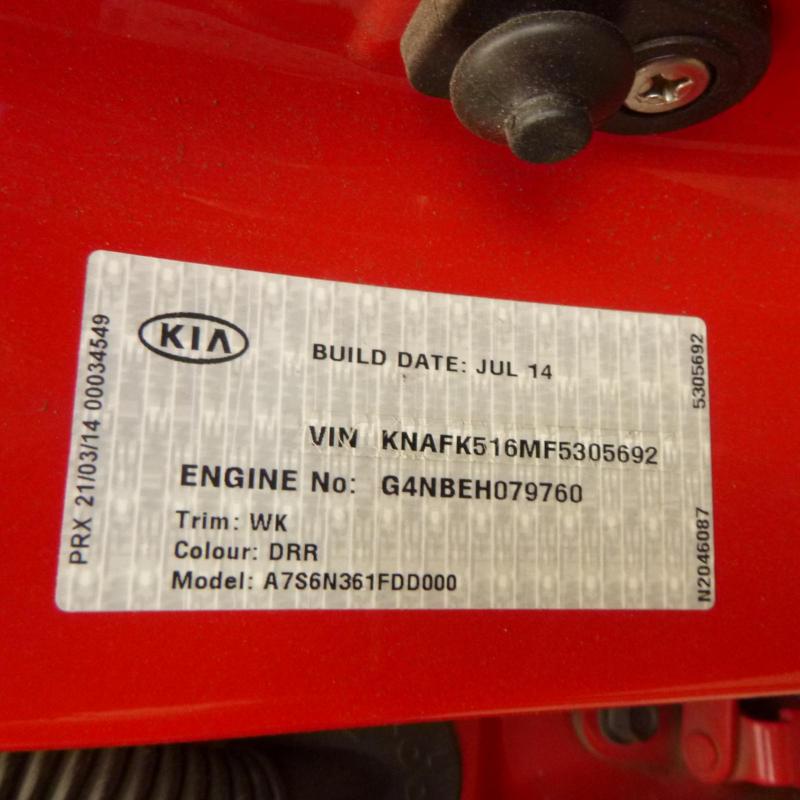 KIA
BUILD DATE: JUL 14
VIN KNAFK516MF5305692
ENGINE No: G4NBEH079760
Trim: WK
Colour: DRR
Model: A7S6N361FDD000
PRX 21/03/14 00034549
5305692
N2046087